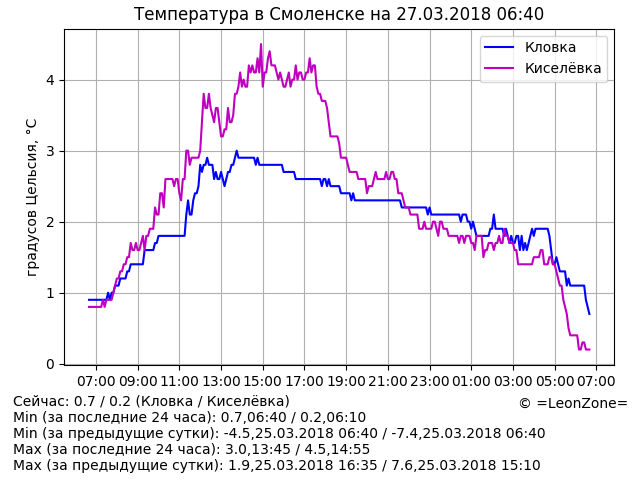 Температура в Смоленске на 27.03.2018 06:40
Кловка
Киселёвка
градусов Цельсия, °C
4
3
2
1
0
07:00 09:00 11:00 13:00 15:00 17:00 19:00 21:00 23:00 01:00 03:00 05:00 07:00
Сейчас: 0.7 / 0.2 (Кловка / Киселёвка)
© =LeonZone=
Min (за последние 24 часа): 0.7,06:40 / 0.2,06:10
Min (за предыдущие сутки): -4.5,25.03.2018 06:40 / -7.4,25.03.2018 06:40
Max (за последние 24 часа): 3.0,13:45 / 4.5,14:55
Max (за предыдущие сутки): 1.9,25.03.2018 16:35 / 7.6,25.03.2018 15:10